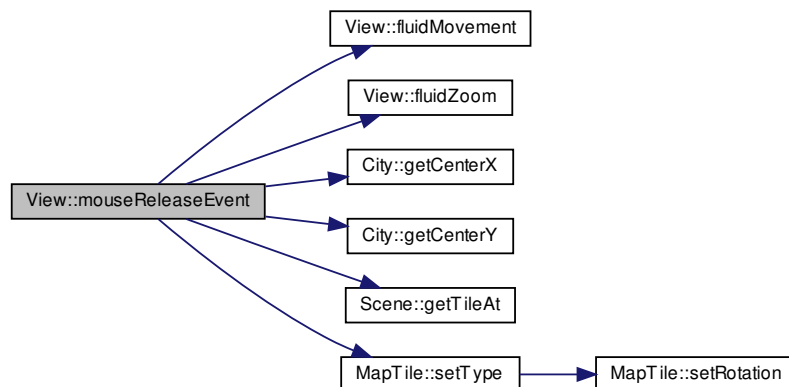 View::fluidMovement
View::fluidZoom
City::getCenterX
View::mouseReleaseEvent
City::getCenterY
Scene::getTileAt
MapTile::setType
MapTile::setRotation